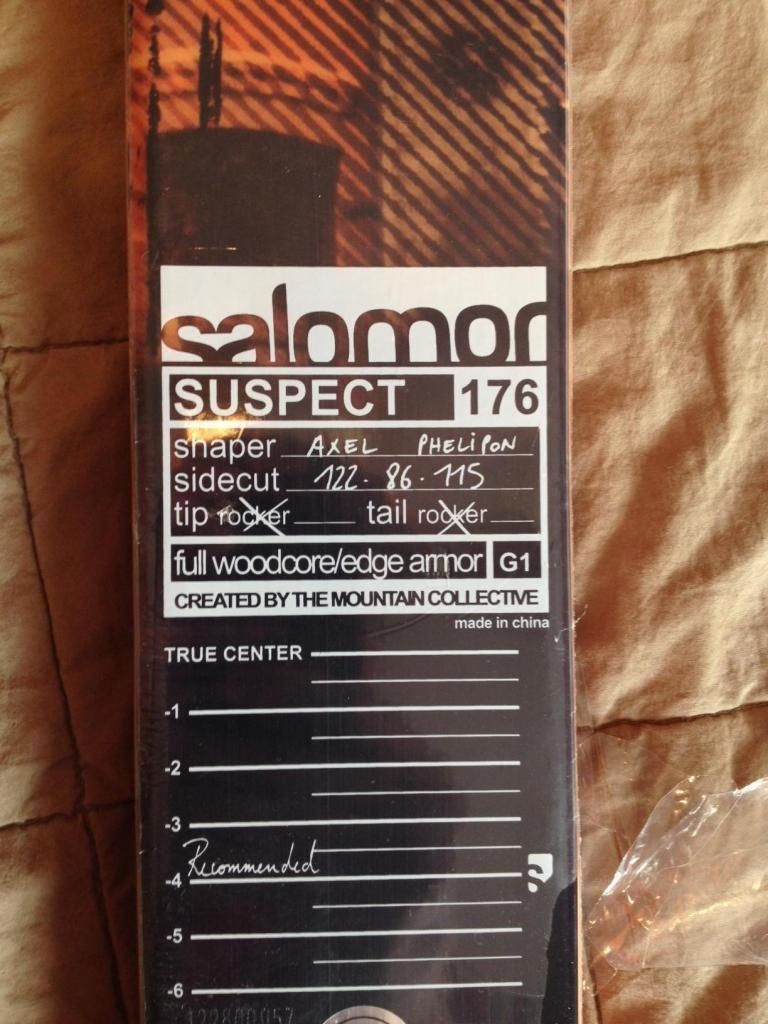 salomon
SUSPECT 176
shaper AXEL PHELIPON
sidecut 122. 86. 115
tip rocker tail rocker
full woodcore/edge armor G1
CREATED BY THE MOUNTAIN COLLECTIVE
made in china
TRUE CENTER
-1
-2
-3
Recommended
-4
-5
-6